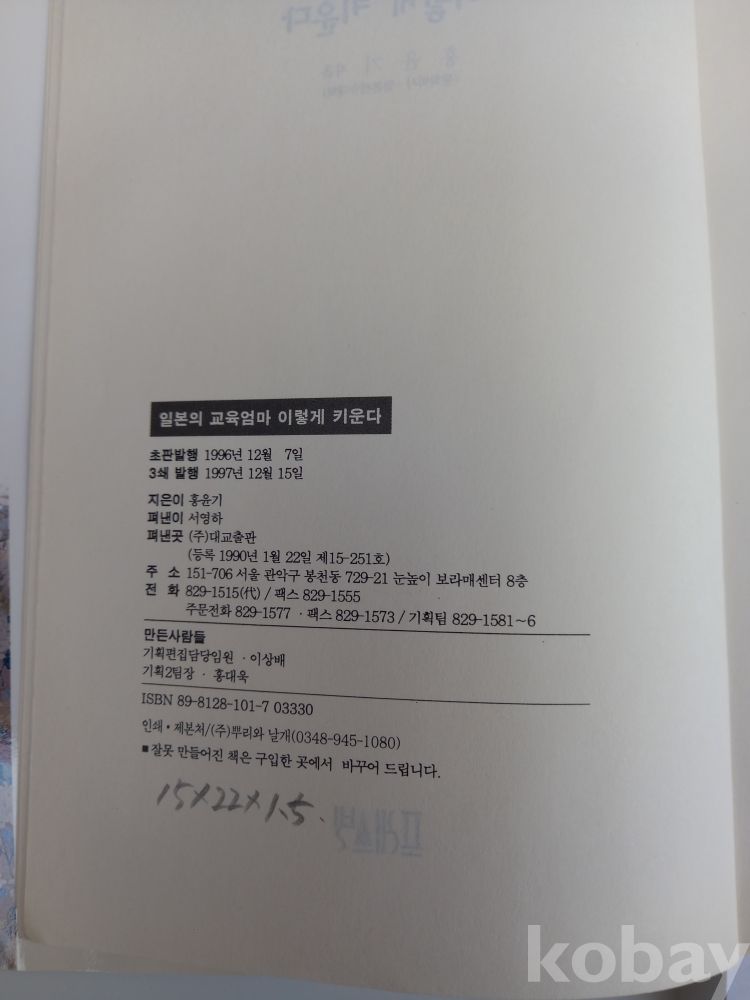 일본의 교육엄마 이렇게 키운다
초판발행 1996년 12월 7일
3쇄 발행 1997년 12월 15일
지은이 홍윤기
펴낸이 서영하
펴낸곳 (주)대교출판
(등록 1990년 1월 22일 제15-251호)
주 소 151-706 서울 관악구 봉천동 729-21 눈높이 보라매센터 8층
전 화 829-1515(代) / 팩스 829-1555
주문전화 829-1577 · 팩스 829-1573 / 기획팀 829-1581~6
만든사람들
기획편집담당임원 · 이상배
기획2팀장 · 홍대욱
ISBN 89-8128-101-7 03330
인쇄 · 제본처/(주)뿌리와 날개(0348-945-1080)
■ 잘못 만들어진 책은 구입한 곳에서 바꾸어 드립니다.
15×22×1.5.
kobay